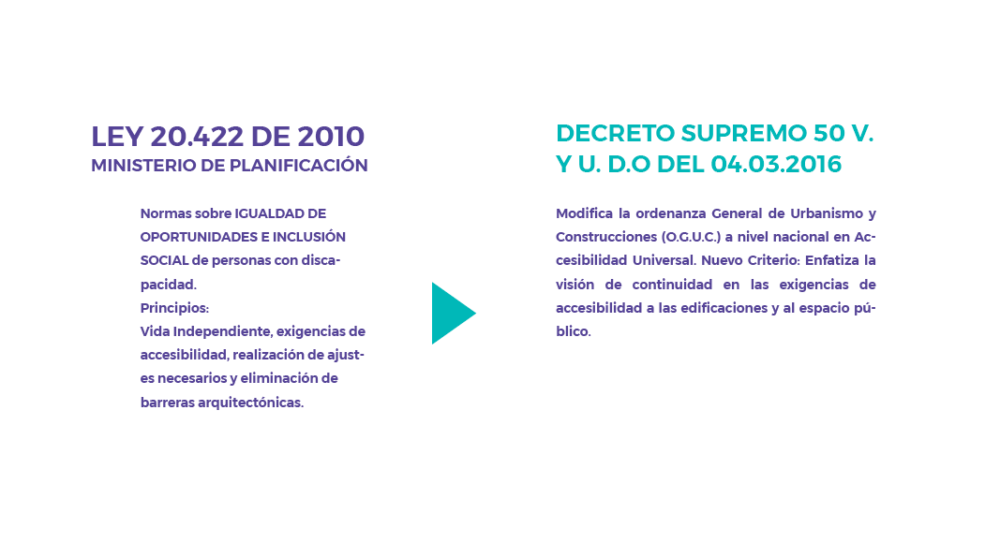 LEY 20.422 DE 2010
MINISTERIO DE PLANIFICACIÓN
Normas sobre IGUALDAD DE
OPORTUNIDADES E INCLUSIÓN
SOCIAL de personas con disca-
pacidad.
Principios:
Vida Independiente, exigencias de
accesibilidad, realización de ajust-
es necesarios y eliminación de
barreras arquitectónicas.
DECRETO SUPREMO 50 V.
Y U. D.O DEL 04.03.2016
Modifica la ordenanza General de Urbanismo y
Construcciones (O.G.U.C.) a nivel nacional en Ac-
cesibilidad Universal. Nuevo Criterio: Enfatiza la
visión de continuidad en las exigencias de
accesibilidad a las edificaciones y al espacio pú-
blico.